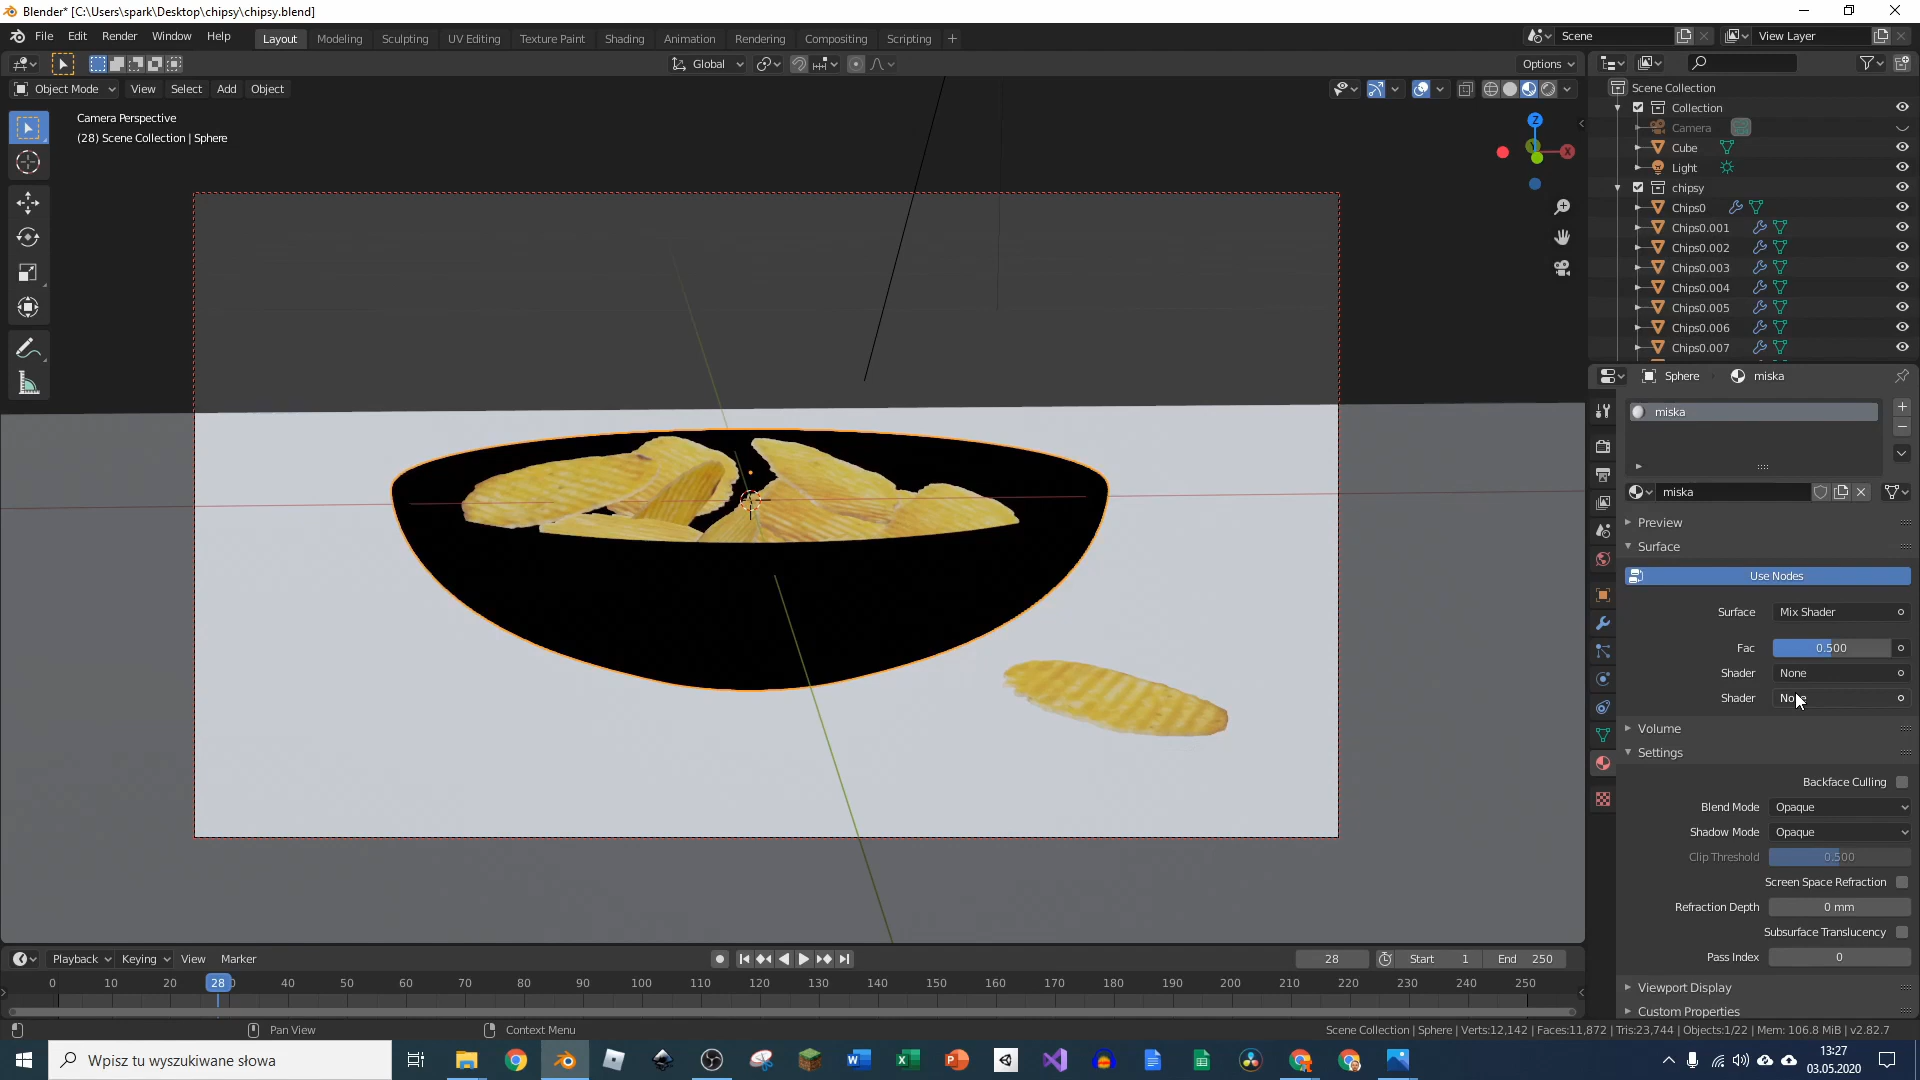 Blender* [C:\Users\spark\Desktop\chipsy\chipsy.blend]
File Edit Render Window Help
Layout Modeling Sculpting UV Editing Texture Paint Shading Animation Rendering Compositing Scripting +
Scene
View Layer
Global
Options
Object Mode View Select Add Object
Camera Perspective
(28) Scene Collection | Sphere
Z
X
Scene Collection
Collection
Camera
Cube
Light
chipsy
Chips0
Chips0.001
Chips0.002
Chips0.003
Chips0.004
Chips0.005
Chips0.006
Chips0.007
Sphere miska
miska
miska
Preview
Surface
Use Nodes
Surface Mix Shader
Fac 0.500
Shader None
Shader None
Volume
Settings
Backface Culling
Blend Mode Opaque
Shadow Mode Opaque
Clip Threshold 0.500
Screen Space Refraction
Refraction Depth 0 mm
Subsurface Translucency
Pass Index 0
Viewport Display
Custom Properties
Playback Keying View Marker
28 Start 1 End 250
0 10 20 28 40 50 60 70 80 90 100 110 120 130 140 150 160 170 180 190 200 210 220 230 240 250
Pan View Context Menu
Scene Collection | Sphere | Verts:12,142 | Faces:11,872 | Tris:23,744 | Objects:1/22 | Mem: 106.8 MiB | v2.82.7
Wpisz tu wyszukiwane słowa
13:27
03.05.2020